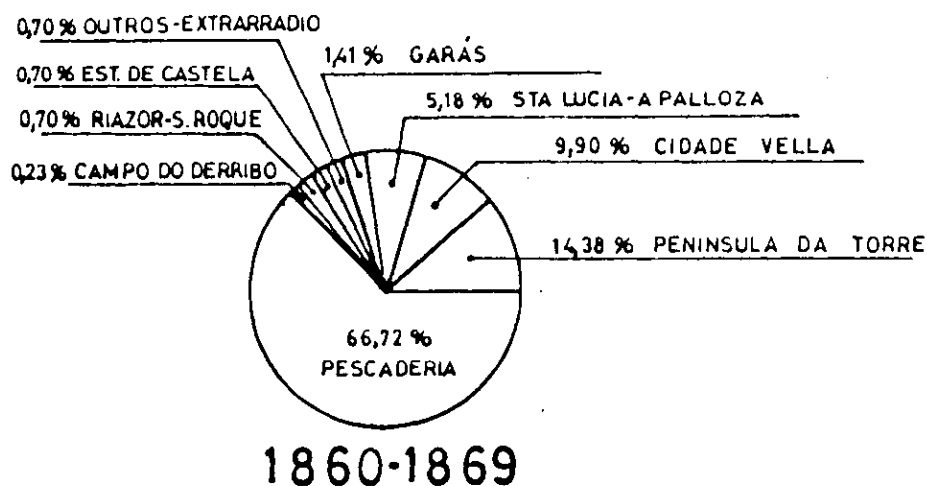 0,70 % OUTROS-EXTRARRADIO
1,41 % GARÁS
0,70 % EST. DE CASTELA
5,18 % STA LUCIA-A PALLOZA
0,70 % RIAZOR-S. ROQUE
9,90 % CIDADE VELLA
0,23 % CAMPO DO DERRIBO
14,38 % PENINSULA DA TORRE
66,72 %
PESCADERIA
1860-1869